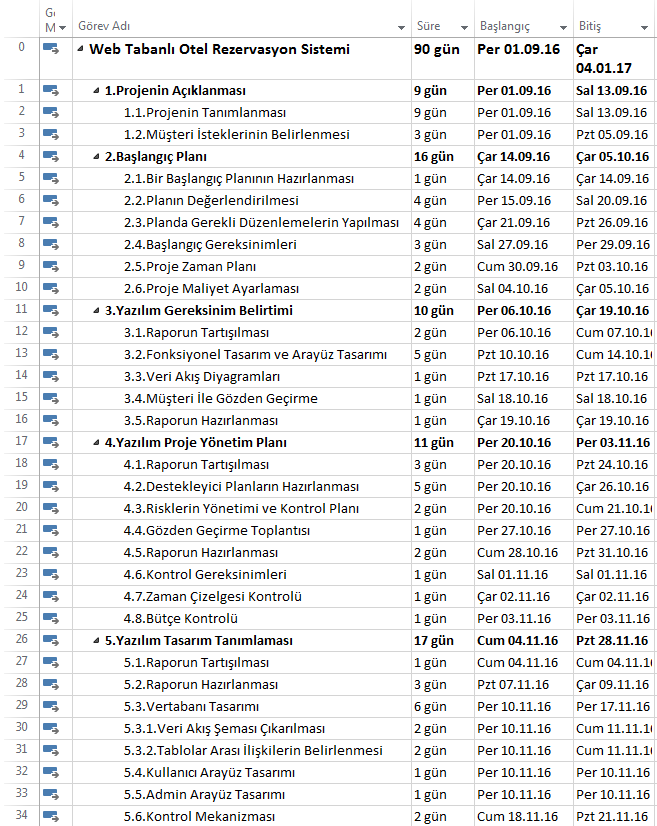 Gö
M Görev Adı Süre Başlangıç Bitiş
0 Web Tabanlı Otel Rezervasyon Sistemi 90 gün Per 01.09.16 Çar
04.01.17
1 1.Projenin Açıklanması 9 gün Per 01.09.16 Sal 13.09.16
2 1.1.Projenin Tanımlanması 9 gün Per 01.09.16 Sal 13.09.16
3 1.2.Müşteri İsteklerinin Belirlenmesi 3 gün Per 01.09.16 Pzt 05.09.16
4 2.Başlangıç Planı 16 gün Çar 14.09.16 Çar 05.10.16
5 2.1.Bir Başlangıç Planının Hazırlanması 1 gün Çar 14.09.16 Çar 14.09.16
6 2.2.Planın Değerlendirilmesi 4 gün Per 15.09.16 Sal 20.09.16
7 2.3.Planda Gerekli Düzenlemelerin Yapılması 4 gün Çar 21.09.16 Pzt 26.09.16
8 2.4.Başlangıç Gereksinimleri 3 gün Sal 27.09.16 Per 29.09.16
9 2.5.Proje Zaman Planı 2 gün Cum 30.09.16 Pzt 03.10.16
10 2.6.Proje Maliyet Ayarlaması 2 gün Sal 04.10.16 Çar 05.10.16
11 3.Yazılım Gereksinim Belirtimi 10 gün Per 06.10.16 Çar 19.10.16
12 3.1.Raporun Tartışılması 2 gün Per 06.10.16 Cum 07.10.16
13 3.2.Fonksiyonel Tasarım ve Arayüz Tasarımı 5 gün Pzt 10.10.16 Cum 14.10.16
14 3.3.Veri Akış Diyagramları 1 gün Pzt 17.10.16 Pzt 17.10.16
15 3.4.Müşteri İle Gözden Geçirme 1 gün Sal 18.10.16 Sal 18.10.16
16 3.5.Raporun Hazırlanması 1 gün Çar 19.10.16 Çar 19.10.16
17 4.Yazılım Proje Yönetim Planı 11 gün Per 20.10.16 Per 03.11.16
18 4.1.Raporun Tartışılması 3 gün Per 20.10.16 Pzt 24.10.16
19 4.2.Destekleyici Planların Hazırlanması 5 gün Per 20.10.16 Çar 26.10.16
20 4.3.Risklerin Yönetimi ve Kontrol Planı 2 gün Per 20.10.16 Cum 21.10.16
21 4.4.Gözden Geçirme Toplantısı 1 gün Per 27.10.16 Per 27.10.16
22 4.5.Raporun Hazırlanması 2 gün Cum 28.10.16 Pzt 31.10.16
23 4.6.Kontrol Gereksinimleri 1 gün Sal 01.11.16 Sal 01.11.16
24 4.7.Zaman Çizelgesi Kontrolü 1 gün Çar 02.11.16 Çar 02.11.16
25 4.8.Bütçe Kontrolü 1 gün Per 03.11.16 Per 03.11.16
26 5.Yazılım Tasarım Tanımlaması 17 gün Cum 04.11.16 Pzt 28.11.16
27 5.1.Raporun Tartışılması 1 gün Cum 04.11.16 Cum 04.11.16
28 5.2.Raporun Hazırlanması 3 gün Pzt 07.11.16 Çar 09.11.16
29 5.3.Vertabanı Tasarımı 6 gün Per 10.11.16 Per 17.11.16
30 5.3.1.Veri Akış Şeması Çıkarılması 2 gün Per 10.11.16 Cum 11.11.16
31 5.3.2.Tablolar Arası İlişkilerin Belirlenmesi 2 gün Per 10.11.16 Cum 11.11.16
32 5.4.Kullanıcı Arayüz Tasarımı 1 gün Per 10.11.16 Per 10.11.16
33 5.5.Admin Arayüz Tasarımı 1 gün Per 10.11.16 Per 10.11.16
34 5.6.Kontrol Mekanizması 2 gün Cum 18.11.16 Pzt 21.11.16